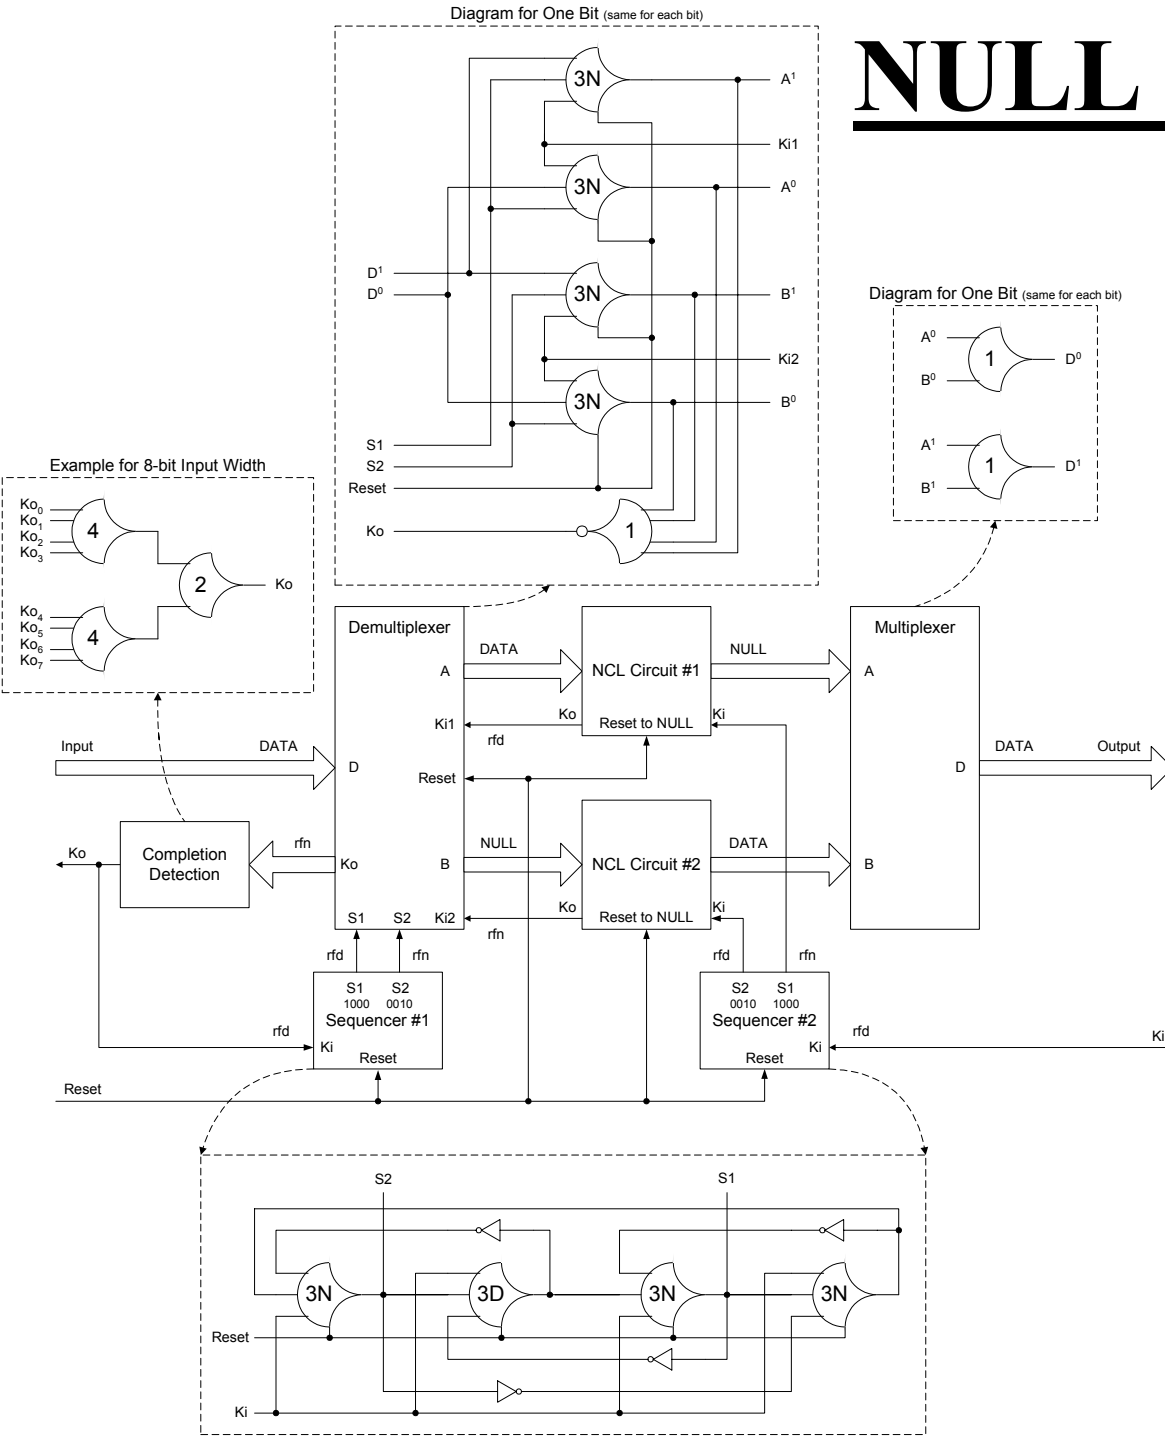 Diagram for One Bit (same for each bit)
NULL
3N
A¹
Ki1
3N
A⁰
D¹
D⁰
3N
B¹
Ki2
3N
B⁰
S1
S2
Reset
Ko
1
Diagram for One Bit (same for each bit)
A⁰
B⁰
1
D⁰
A¹
B¹
1
D¹
Example for 8-bit Input Width
Ko₀
Ko₁
Ko₂
Ko₃
4
2
Ko
Ko₄
Ko₅
Ko₆
Ko₇
4
Demultiplexer
A
Ki1
D
Reset
Ko
B
S1 S2 Ki2
DATA
NCL Circuit #1
Reset to NULL
NULL
Ko
rfd
Ki
Multiplexer
A
D
B
Input DATA
DATA Output
Ko
Completion
Detection
rfn
NULL
NCL Circuit #2
Reset to NULL
DATA
Ko
rfn
Ki
rfd rfn
S1 S2
1000 0010
Sequencer #1
Ki
Reset
rfd
rfd rfn
S2 S1
0010 1000
Sequencer #2
Ki
Reset
rfd
Ki
Reset
S2 S1
3N 3D 3N 3N
Reset
Ki